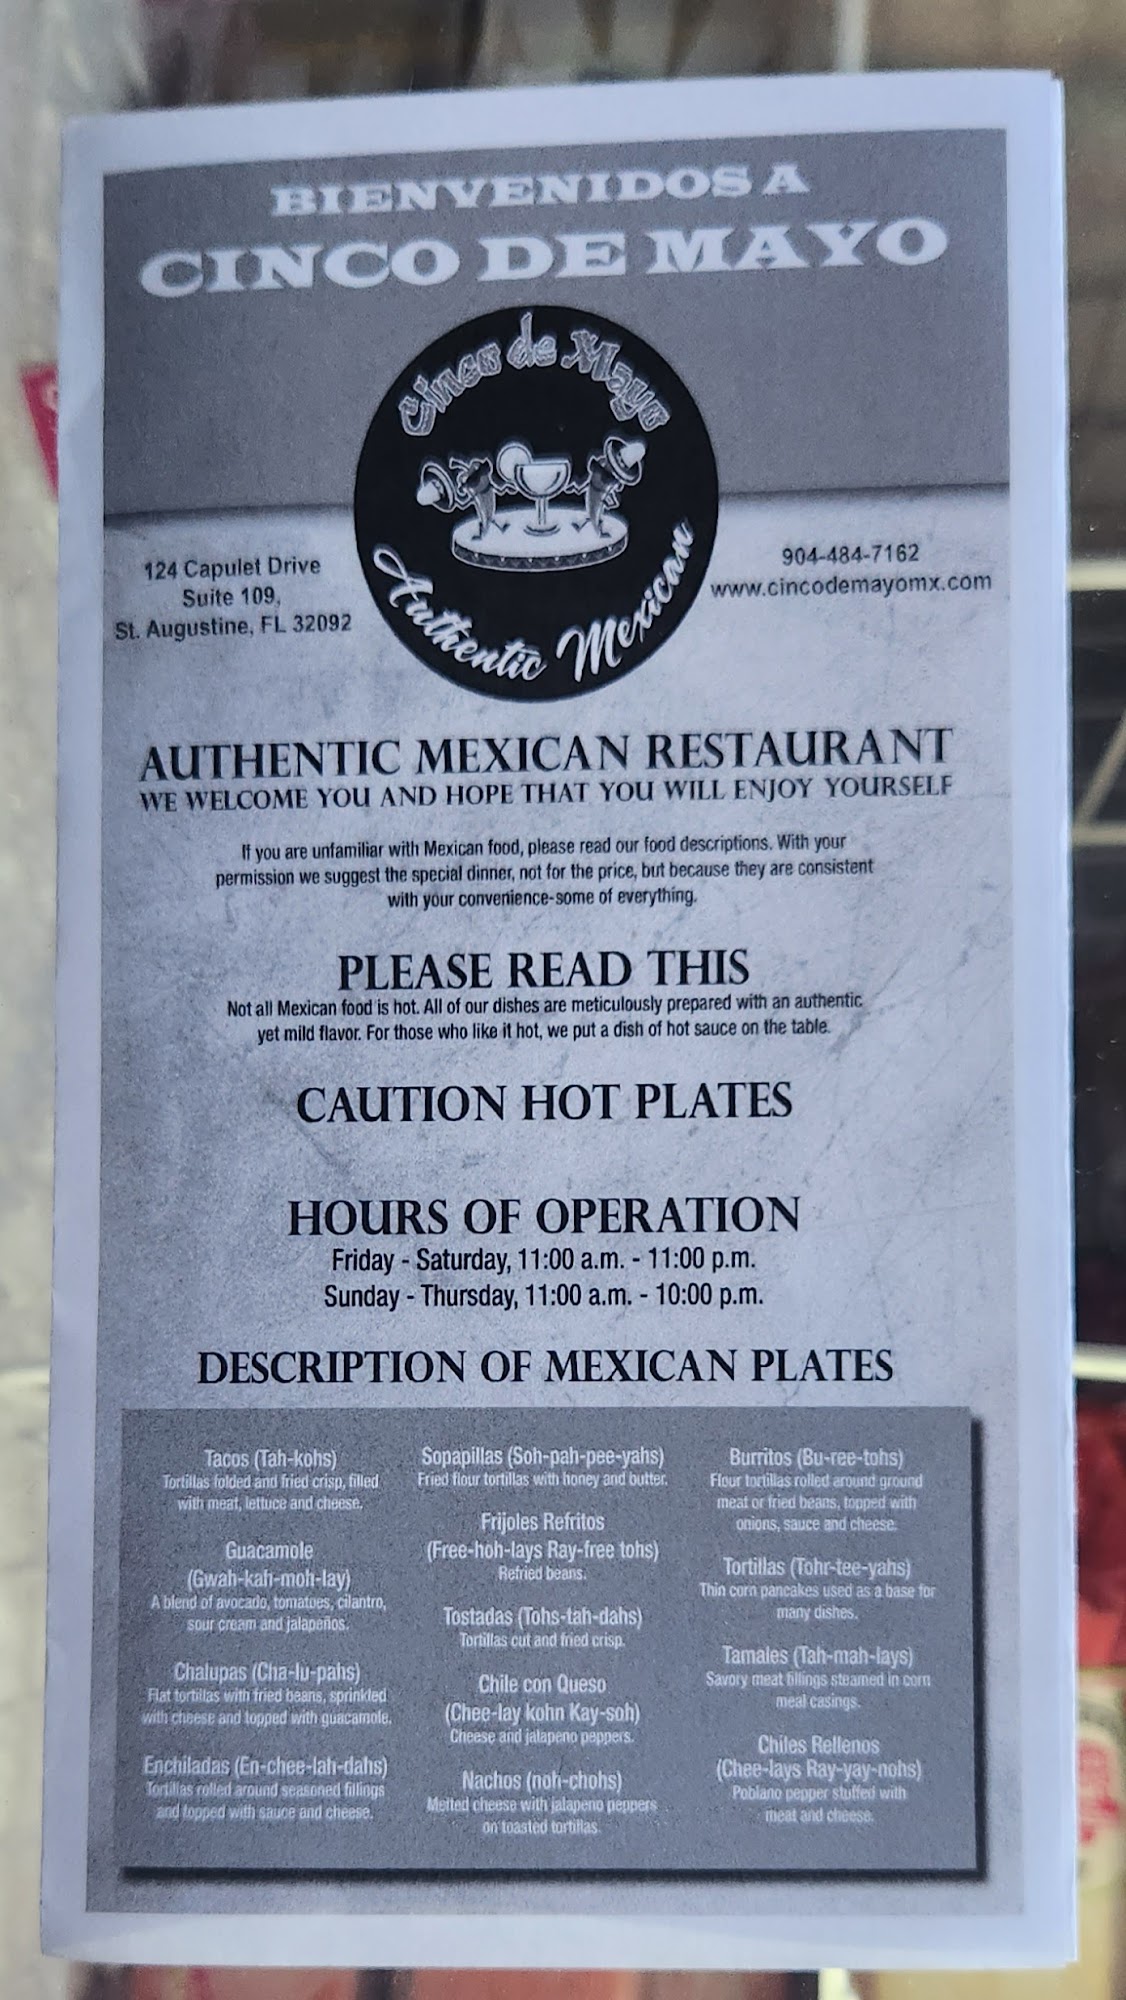 BIENVENIDOS A
CINCO DE MAYO
Cinco de Mayo
Authentic Mexican
124 Capulet Drive
Suite 109,
St. Augustine, FL 32092
904-484-7162
www.cincodemayomx.com
AUTHENTIC MEXICAN RESTAURANT
WE WELCOME YOU AND HOPE THAT YOU WILL ENJOY YOURSELF
If you are unfamiliar with Mexican food, please read our food descriptions. With your
permission we suggest the special dinner, not for the price, but because they are consistent
with your convenience-some of everything.
PLEASE READ THIS
Not all Mexican food is hot. All of our dishes are meticulously prepared with an authentic
yet mild flavor. For those who like it hot, we put a dish of hot sauce on the table.
CAUTION HOT PLATES
HOURS OF OPERATION
Friday - Saturday, 11:00 a.m. - 11:00 p.m.
Sunday - Thursday, 11:00 a.m. - 10:00 p.m.
DESCRIPTION OF MEXICAN PLATES
Tacos (Tah-kohs)
Tortillas folded and fried crisp, filled
with meat, lettuce and cheese.
Guacamole
(Gwah-kah-moh-lay)
A blend of avocado, tomatoes, cilantro,
sour cream and jalapeños.
Chalupas (Cha-lu-pahs)
Flat tortillas with fried beans, sprinkled
with cheese and topped with guacamole.
Enchiladas (En-chee-lah-dahs)
Tortillas rolled around seasoned fillings
and topped with sauce and cheese.
Sopapillas (Soh-pah-pee-yahs)
Fried flour tortillas with honey and butter.
Frijoles Refritos
(Free-hoh-lays Ray-free tohs)
Refried beans.
Tostadas (Tohs-tah-dahs)
Tortillas cut and fried crisp.
Chile con Queso
(Chee-lay kohn Kay-soh)
Cheese and jalapeno peppers.
Nachos (noh-chohs)
Melted cheese with jalapeno peppers
on toasted tortillas.
Burritos (Bu-ree-tohs)
Flour tortillas rolled around ground
meat or fried beans, topped with
onions, sauce and cheese.
Tortillas (Tohr-tee-yahs)
Thin corn pancakes used as a base for
many dishes.
Tamales (Tah-mah-lays)
Savory meat fillings steamed in corn
meal casings.
Chiles Rellenos
(Chee-lays Ray-yay-nohs)
Poblano pepper stuffed with
meat and cheese.